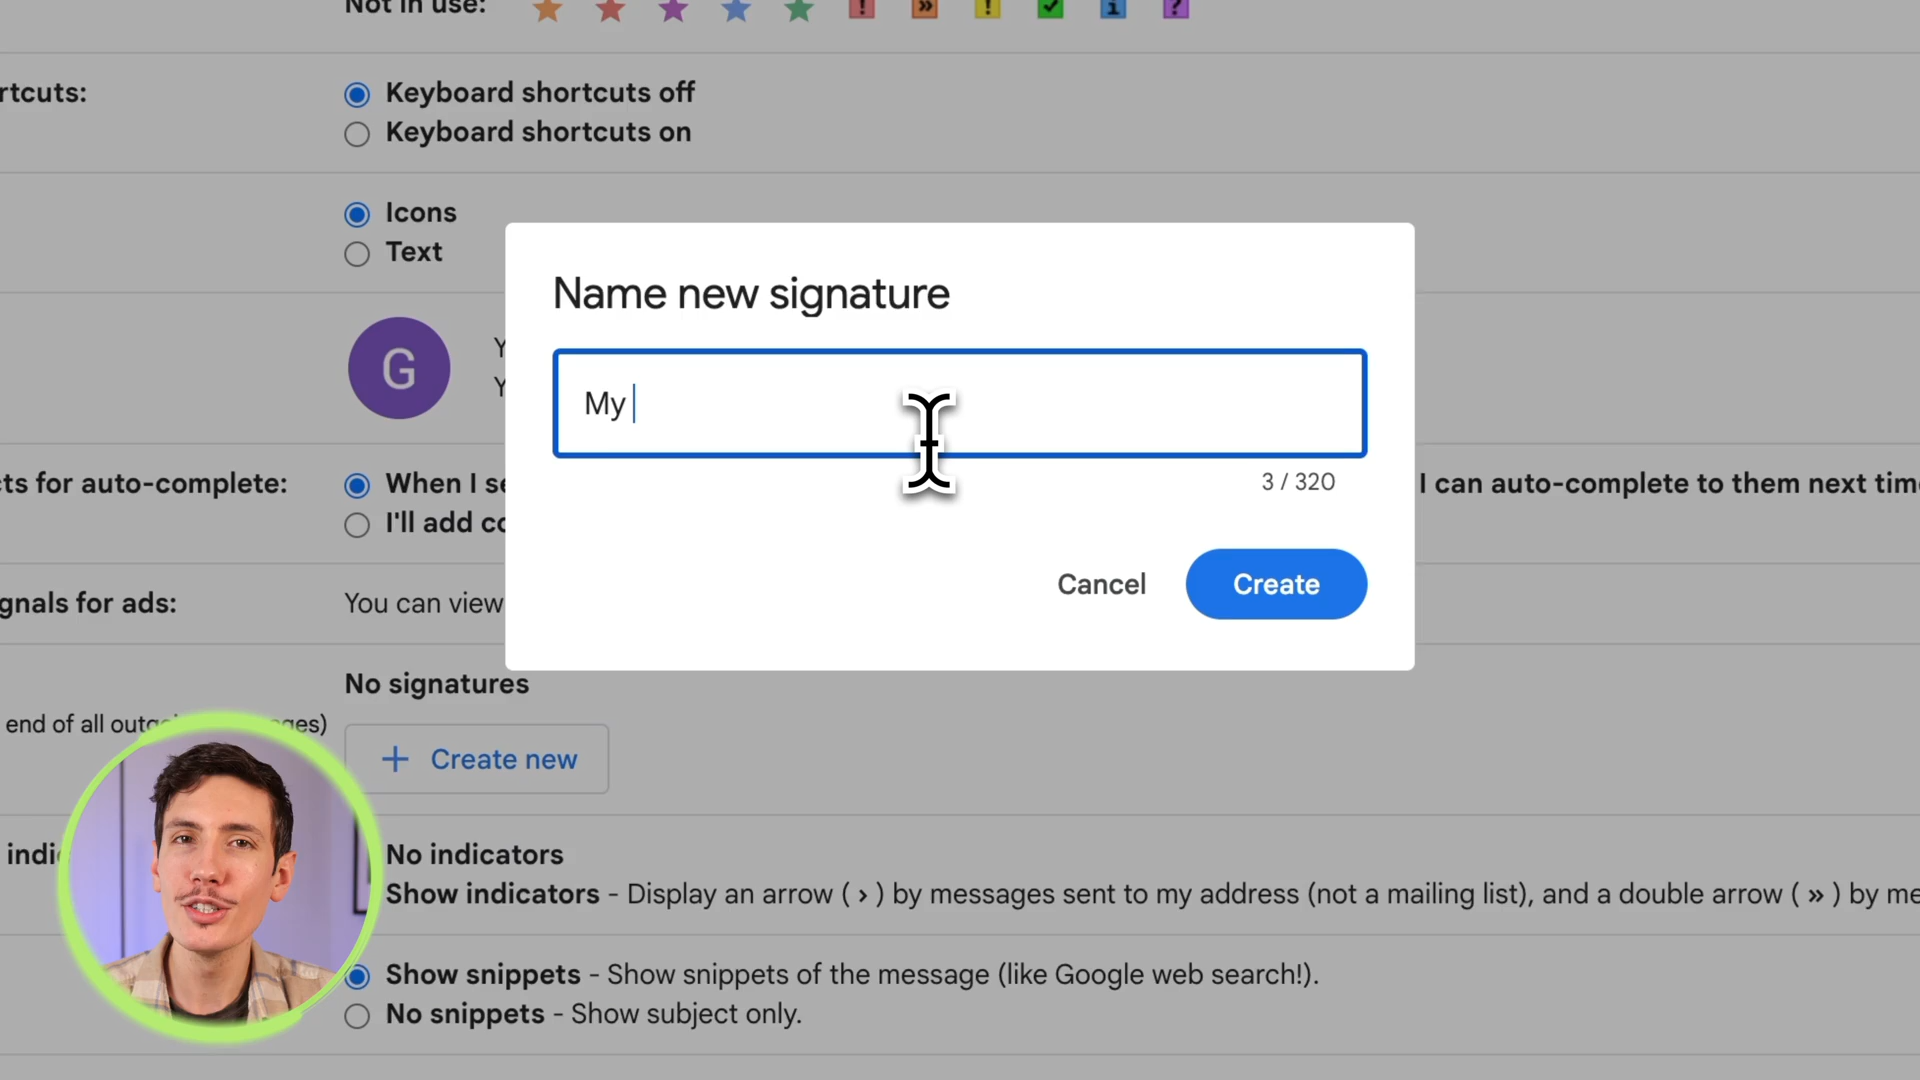 Not in use:
rtcuts:
Keyboard shortcuts off
Keyboard shortcuts on
Icons
Text
Name new signature
G
My
3 / 320
cts for auto-complete:
When I se
I can auto-complete to them next tim
I'll add co
Cancel
Create
gnals for ads:
You can view
No signatures
end of all outgo ges)
+ Create new
indi
No indicators
Show indicators - Display an arrow ( › ) by messages sent to my address (not a mailing list), and a double arrow ( » ) by me
Show snippets - Show snippets of the message (like Google web search!).
No snippets - Show subject only.